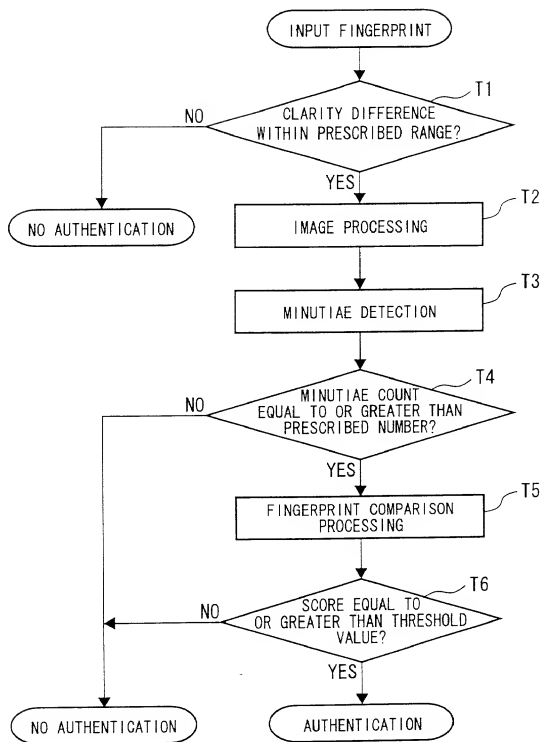 INPUT FINGERPRINT
T1
CLARITY DIFFERENCE
WITHIN PRESCRIBED RANGE?
NO
YES
NO AUTHENTICATION
T2
IMAGE PROCESSING
T3
MINUTIAE DETECTION
T4
MINUTIAE COUNT
EQUAL TO OR GREATER THAN
PRESCRIBED NUMBER?
NO
YES
T5
FINGERPRINT COMPARISON
PROCESSING
T6
SCORE EQUAL TO
OR GREATER THAN THRESHOLD
VALUE?
NO
YES
NO AUTHENTICATION
AUTHENTICATION